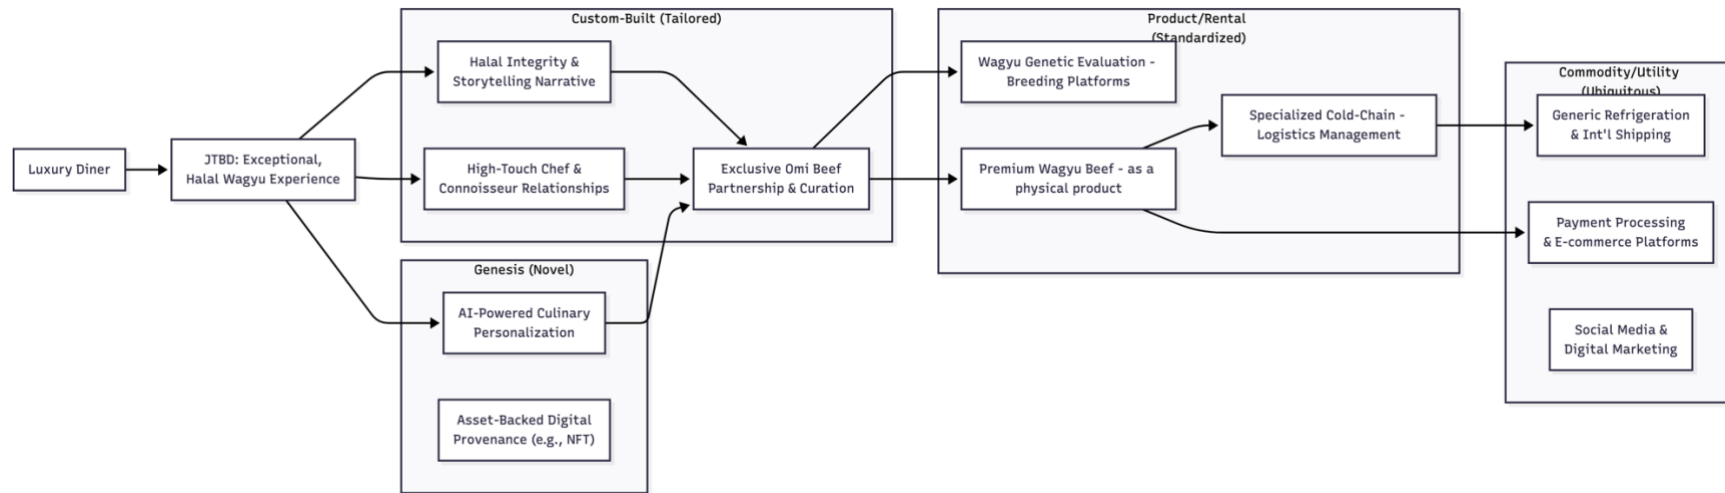 Luxury Diner
JTBD: Exceptional,
Halal Wagyu Experience
Custom-Built (Tailored)
Halal Integrity &
Storytelling Narrative
High-Touch Chef &
Connoisseur Relationships
Exclusive Omi Beef
Partnership & Curation
Genesis (Novel)
AI-Powered Culinary
Personalization
Asset-Backed Digital
Provenance (e.g., NFT)
Product/Rental
(Standardized)
Wagyu Genetic Evaluation -
Breeding Platforms
Premium Wagyu Beef - as a
physical product
Specialized Cold-Chain -
Logistics Management
Commodity/Utility
(Ubiquitous)
Generic Refrigeration
& Int'l Shipping
Payment Processing
& E-commerce Platforms
Social Media &
Digital Marketing